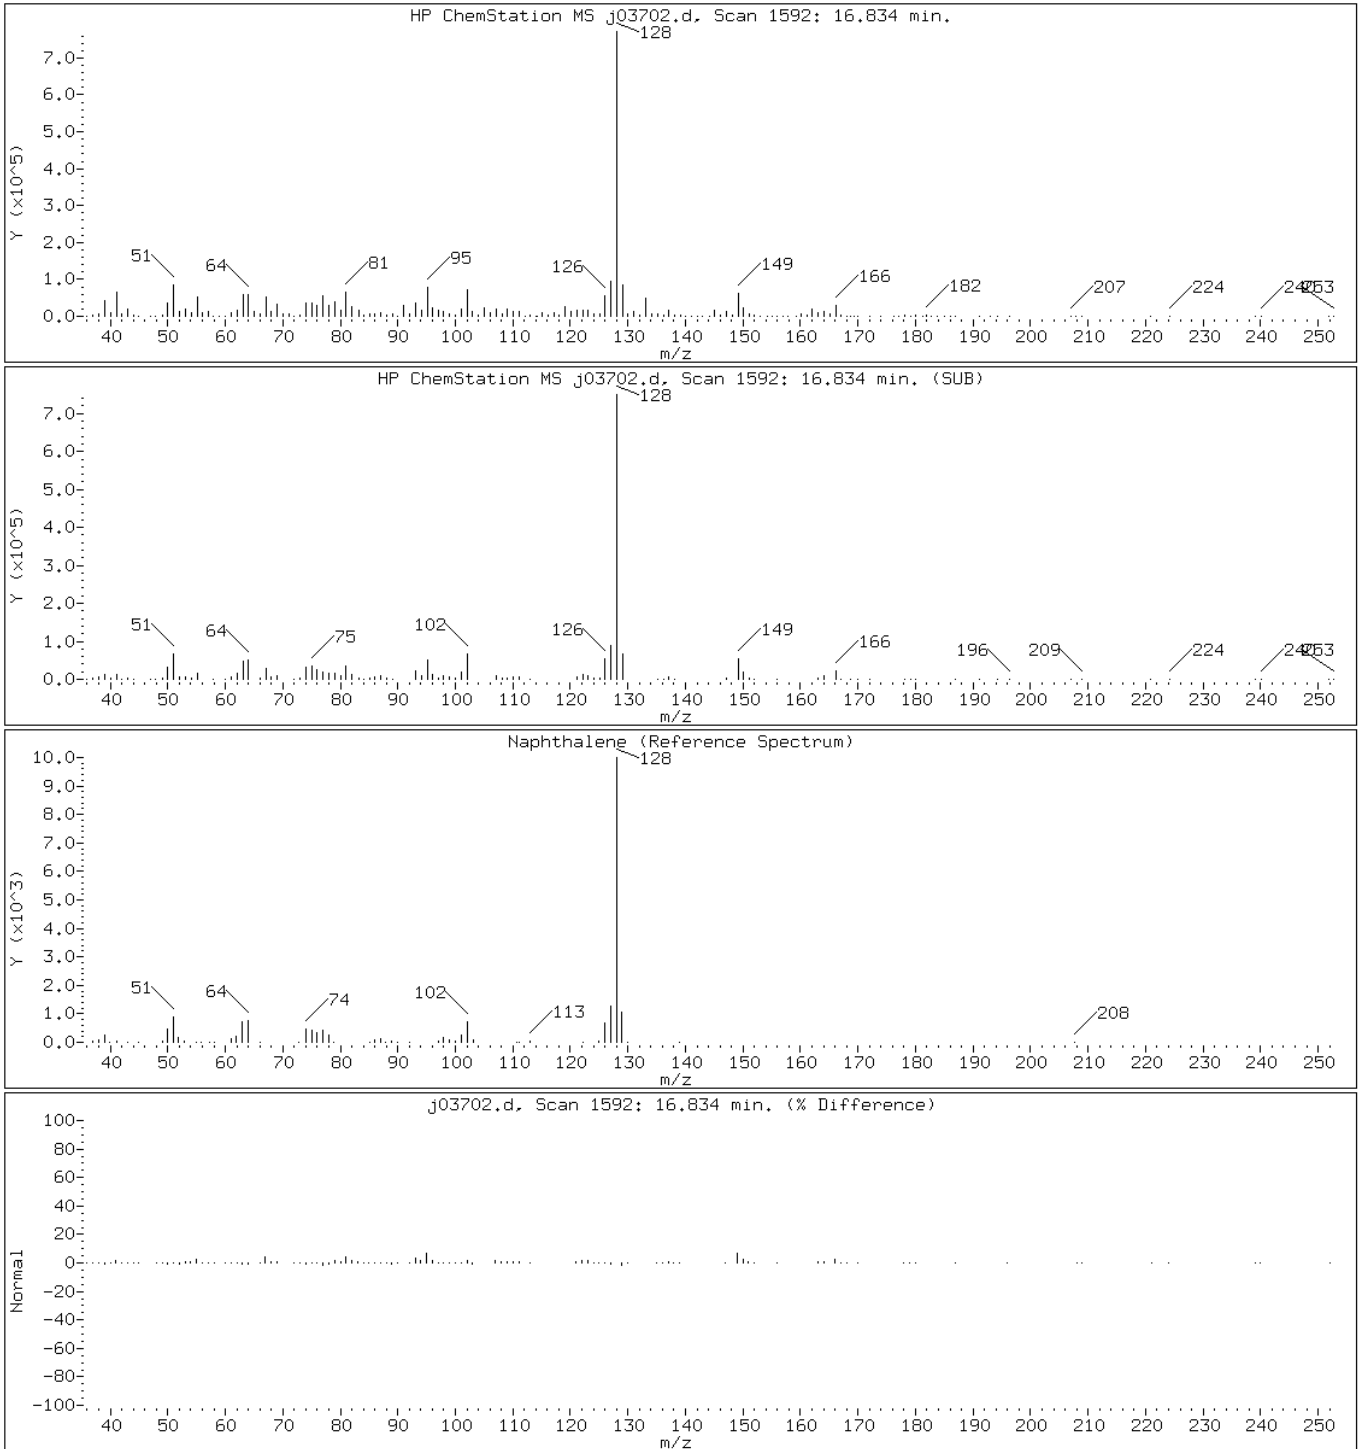 HP ChemStation MS j03702.d, Scan 1592: 16.834 min.
Y (x10^5)
7.0
6.0
5.0
4.0
3.0
2.0
1.0
0.0
51 64 81 95 126 128 149 166 182 207 224 240 253
40 50 60 70 80 90 100 110 120 130 140 150 160 170 180 190 200 210 220 230 240 250
m/z
HP ChemStation MS j03702.d, Scan 1592: 16.834 min. (SUB)
Y (x10^5)
7.0
6.0
5.0
4.0
3.0
2.0
1.0
0.0
51 64 75 102 126 128 149 166 196 209 224 240 253
40 50 60 70 80 90 100 110 120 130 140 150 160 170 180 190 200 210 220 230 240 250
m/z
Naphthalene (Reference Spectrum)
Y (x10^3)
10.0
9.0
8.0
7.0
6.0
5.0
4.0
3.0
2.0
1.0
0.0
51 64 74 102 113 128 208
40 50 60 70 80 90 100 110 120 130 140 150 160 170 180 190 200 210 220 230 240 250
m/z
j03702.d, Scan 1592: 16.834 min. (% Difference)
Normal
100
80
60
40
20
0
-20
-40
-60
-80
-100
40 50 60 70 80 90 100 110 120 130 140 150 160 170 180 190 200 210 220 230 240 250
m/z